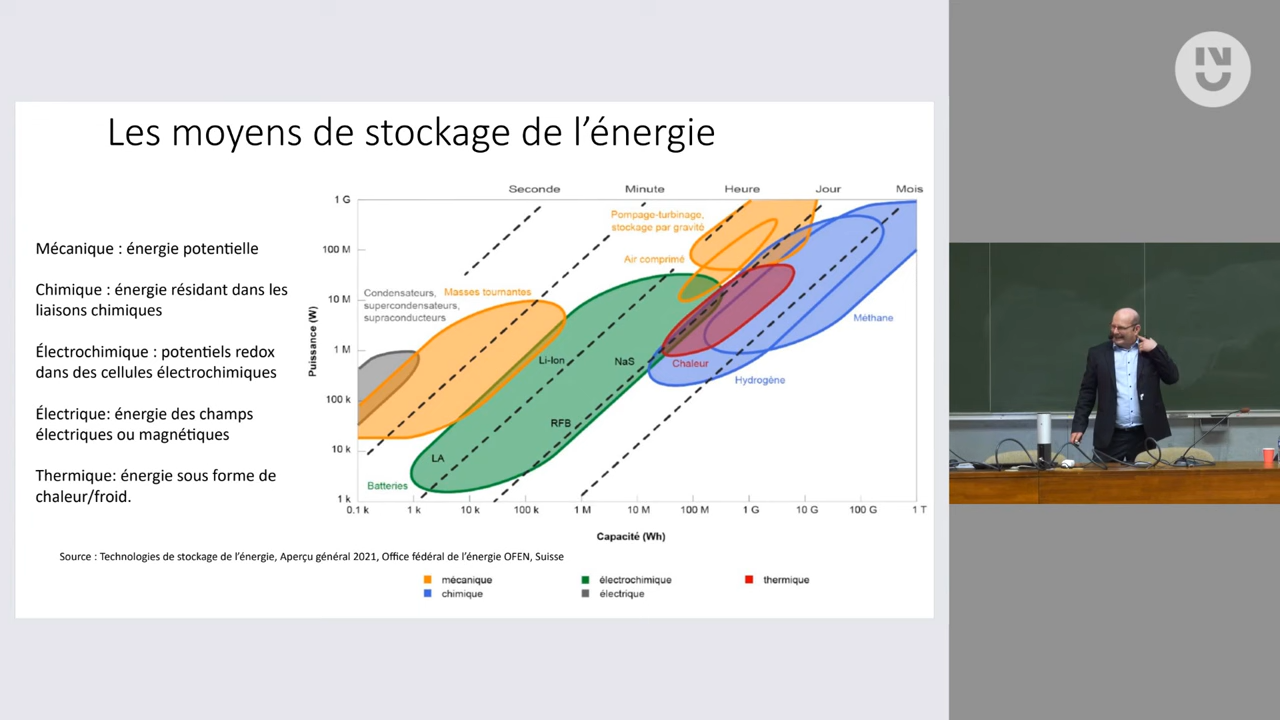 Les moyens de stockage de l’énergie
Mécanique : énergie potentielle
Chimique : énergie résidant dans les
liaisons chimiques
Électrochimique : potentiels redox
dans des cellules électrochimiques
Électrique: énergie des champs
électriques ou magnétiques
Thermique: énergie sous forme de
chaleur/froid.
Seconde Minute Heure Jour Mois
Puissance (W)
1 G
100 M
10 M
1 M
100 k
10 k
1 k
Pompage-turbinage,
stockage par gravité
Air comprimé
Condensateurs,
supercondensateurs,
supraconducteurs
Masses tournantes
Méthane
Li-Ion
NaS
Chaleur
Hydrogène
RFB
LA
Batteries
0.1 k 1 k 10 k 100 k 1 M 10 M 100 M 1 G 10 G 100 G 1 T
Capacité (Wh)
Source : Technologies de stockage de l’énergie, Aperçu général 2021, Office fédéral de l’énergie OFEN, Suisse
mécanique électrochimique thermique
chimique électrique